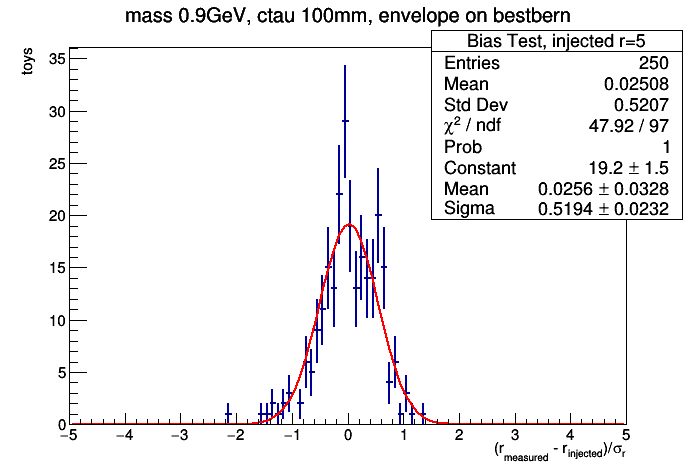 mass 0.9GeV, ctau 100mm, envelope on bestbern
Bias Test, injected r=5
Entries 250
Mean 0.02508
Std Dev 0.5207
χ² / ndf 47.92 / 97
Prob 1
Constant 19.2 ± 1.5
Mean 0.0256 ± 0.0328
Sigma 0.5194 ± 0.0232
toys
35
30
25
20
15
10
5
0
−5 −4 −3 −2 −1 0 1 2 3 4 5
(r_measured - r_injected)/σ_r